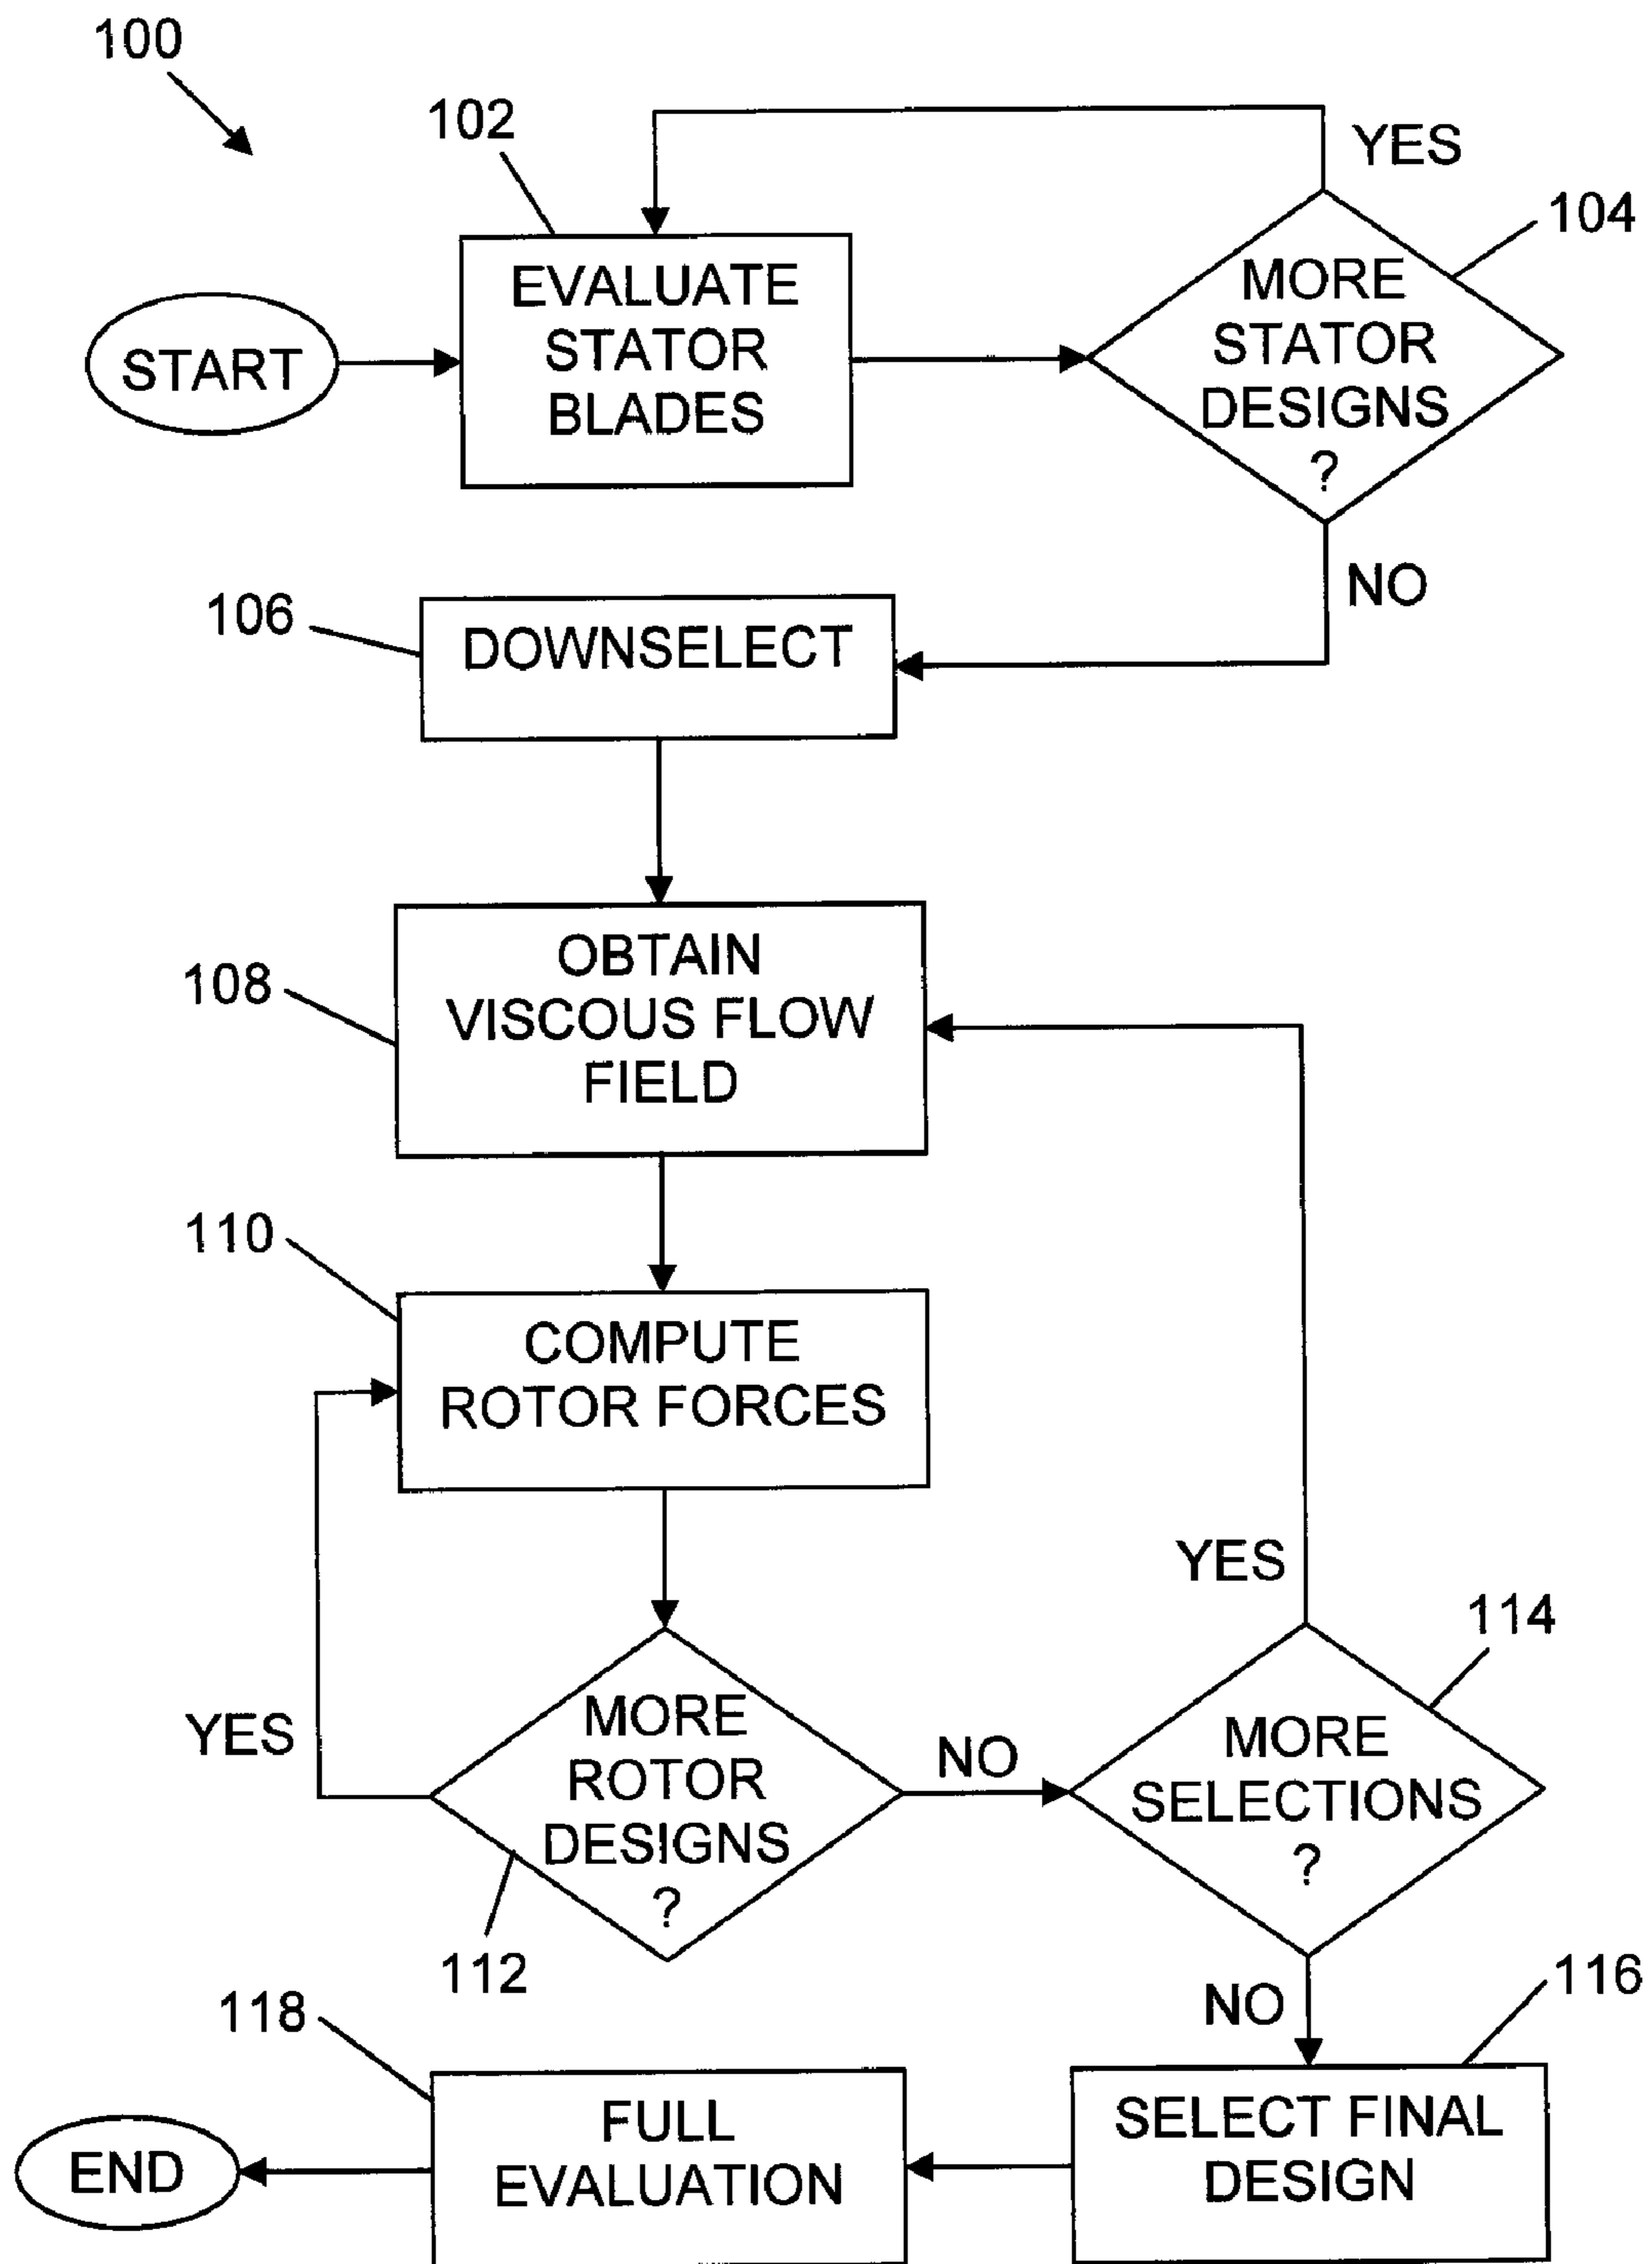 100
102
YES
104
START
EVALUATE
STATOR
BLADES
MORE
STATOR
DESIGNS
?
NO
106
DOWNSELECT
108
OBTAIN
VISCOUS FLOW
FIELD
110
COMPUTE
ROTOR FORCES
YES
114
YES
MORE
ROTOR
DESIGNS
?
NO
MORE
SELECTIONS
?
112
NO
116
118
END
FULL
EVALUATION
SELECT FINAL
DESIGN